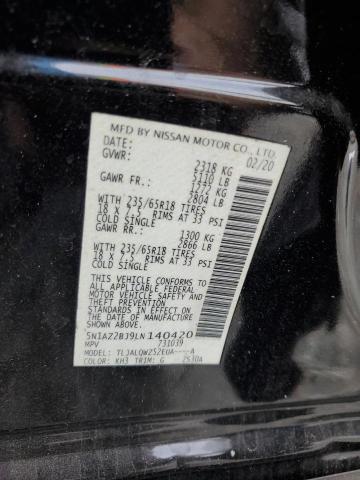 MFD BY NISSAN MOTOR CO., LTD.
DATE: 02/20
GVWR: 2318 KG
5110 LB
GAWR FR.: 1272 KG
2804 LB
WITH 235/65R18 TIRES
18 X 7.5 RIMS AT 33 PSI
COLD SINGLE
GAWR RR.: 1300 KG
2866 LB
WITH 235/65R18 TIRES
18 X 7.5 RIMS AT 33 PSI
COLD SINGLE
THIS VEHICLE CONFORMS TO ALL APPLICABLE
FEDERAL MOTOR VEHICLE SAFETY, BUMPER,
AND THEFT PREVENTION STANDARDS IN
EFFECT ON THE DATE OF
MANUFACTURE SHOWN ABOVE.
5N1AZ2BJ9LN140420
MPV 731039
TYPE: TLJALQWZ52EUA----A
COLOR: KH3 TRIM: G 2530A